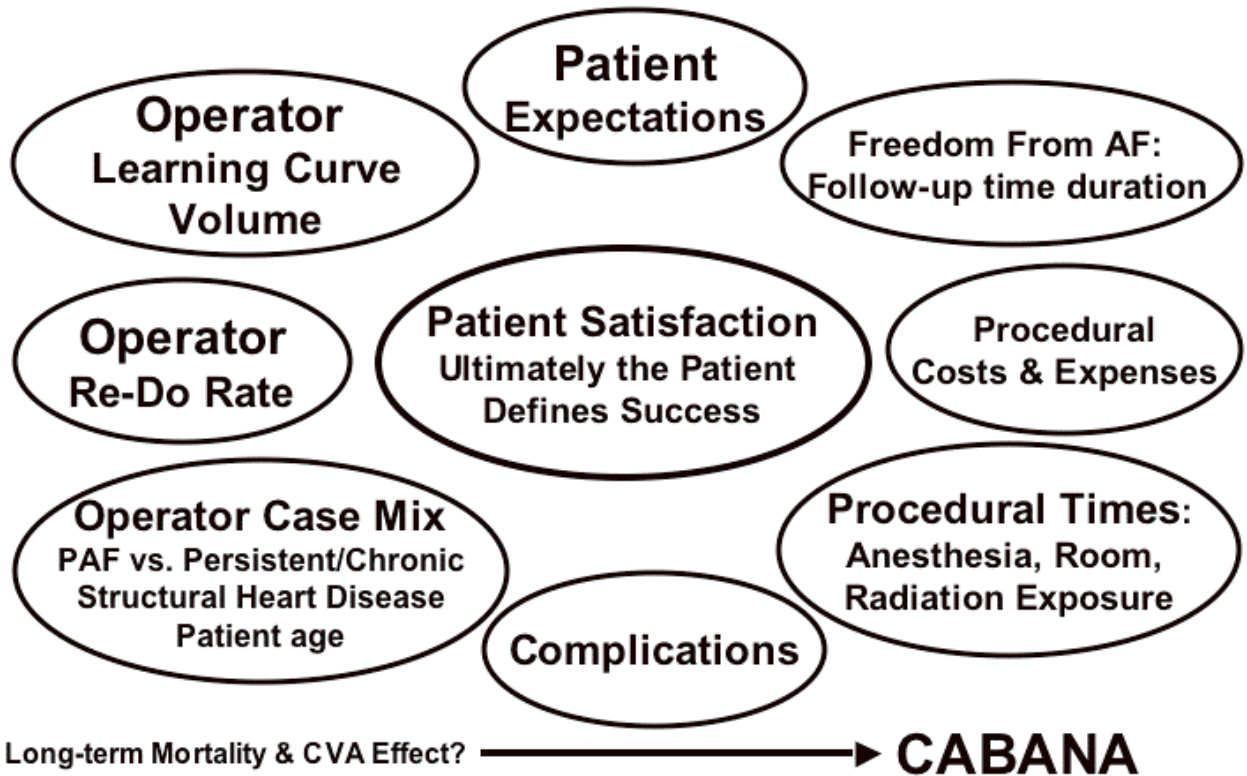 Patient
Expectations
Operator
Learning Curve
Volume
Freedom From AF:
Follow-up time duration
Operator
Re-Do Rate
Patient Satisfaction
Ultimately the Patient
Defines Success
Procedural
Costs & Expenses
Operator Case Mix
PAF vs. Persistent/Chronic
Structural Heart Disease
Patient age
Procedural Times:
Anesthesia, Room,
Radiation Exposure
Complications
Long-term Mortality & CVA Effect?
CABANA